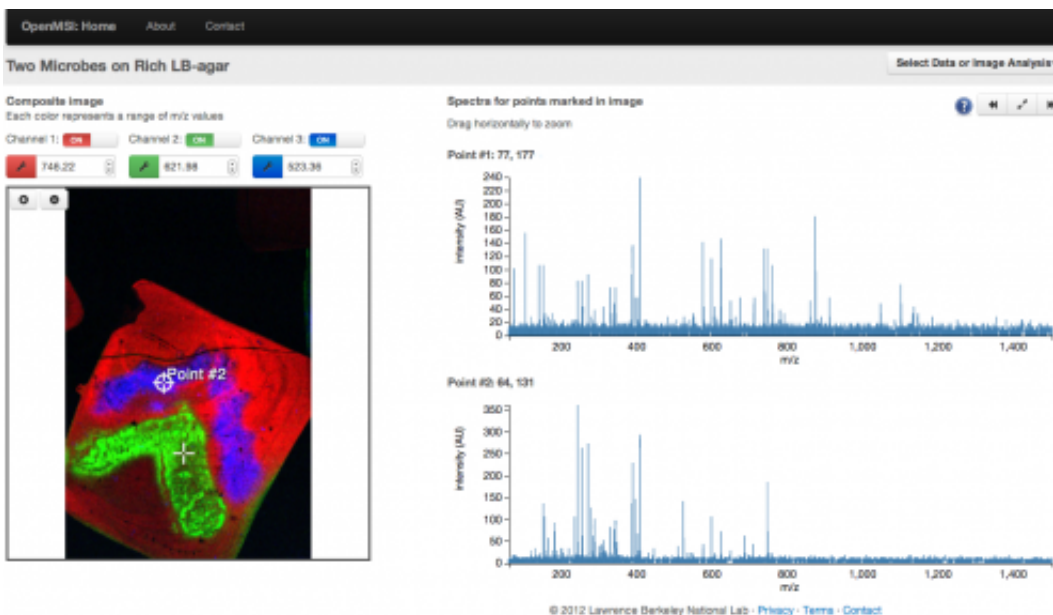 OpenMSI: Home About Contact
Two Microbes on Rich LB-agar
Select Data or Image Analysis
Composite image
Each color represents a range of m/z values
Channel 1: ON Channel 2: ON Channel 3: ON
746.22 621.98 523.36
Point #2
Spectra for points marked in image
Drag horizontally to zoom
?
Point #1: 77, 177
240
220
200
180
160
140
120
100
80
60
40
20
0
intensity (AU)
200 400 600 800 1,000 1,200 1,400
m/z
Point #2: 64, 131
350
300
250
200
150
100
50
0
intensity (AU)
200 400 600 800 1,000 1,200 1,400
m/z
© 2012 Lawrence Berkeley National Lab · Privacy · Terms · Contact